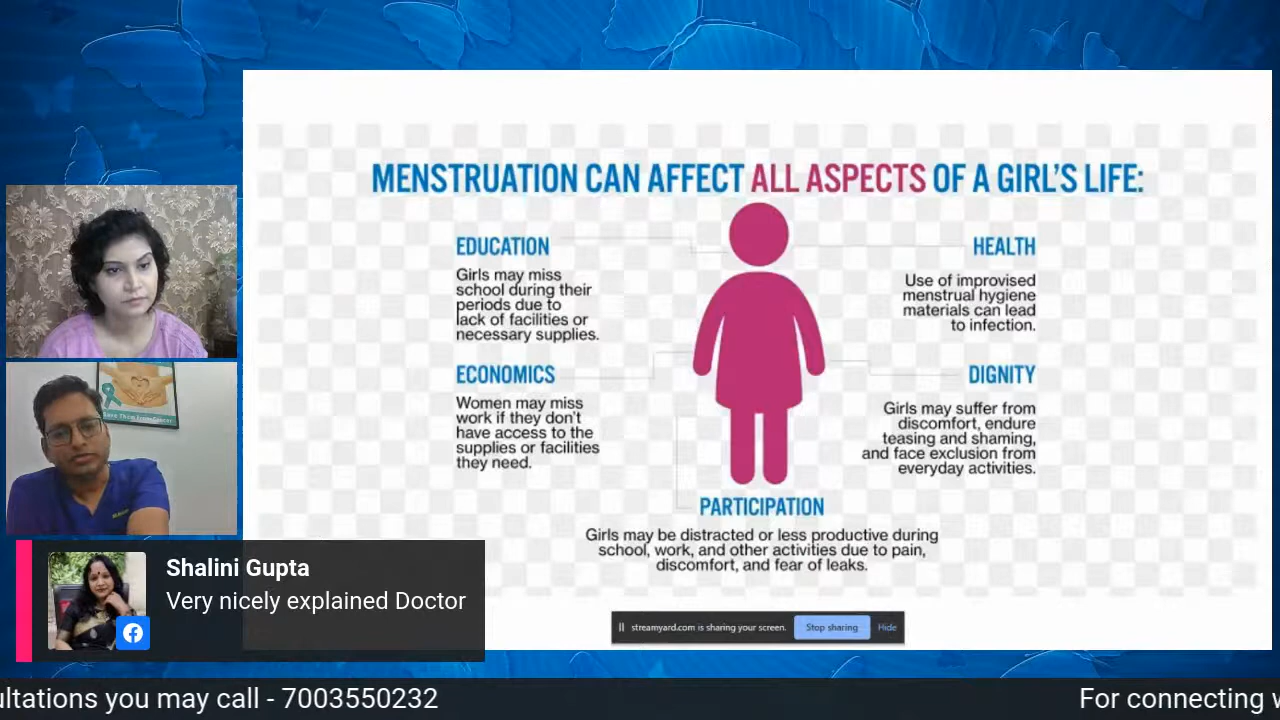 MENSTRUATION CAN AFFECT ALL ASPECTS OF A GIRL'S LIFE:
EDUCATION
Girls may miss
school during their
periods due to
lack of facilities or
necessary supplies.
HEALTH
Use of improvised
menstrual hygiene
materials can lead
to infection.
ECONOMICS
Women may miss
work if they don't
have access to the
supplies or facilities
they need.
DIGNITY
Girls may suffer from
discomfort, endure
teasing and shaming,
and face exclusion from
everyday activities.
PARTICIPATION
Girls may be distracted or less productive during
school, work, and other activities due to pain,
discomfort, and fear of leaks.
Shalini Gupta
Very nicely explained Doctor
streamyard.com is sharing your screen. Stop sharing Hide
ultations you may call - 7003550232
For connecting w